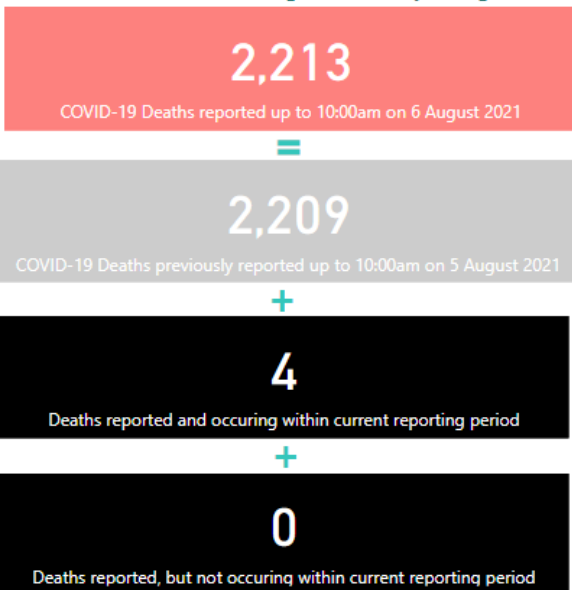 2,213
COVID-19 Deaths reported up to 10:00am on 6 August 2021
=
2,209
COVID-19 Deaths previously reported up to 10:00am on 5 August 2021
+
4
Deaths reported and occuring within current reporting period
+
0
Deaths reported, but not occuring within current reporting period